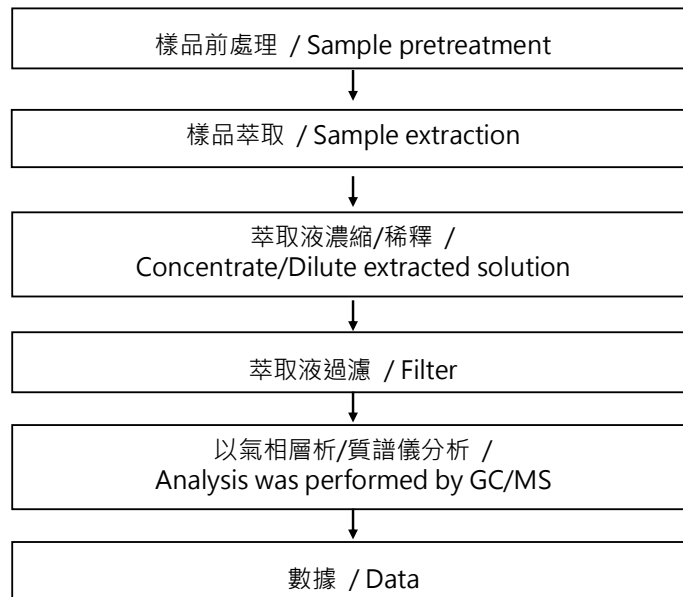 樣品前處理 / Sample pretreatment
樣品萃取 / Sample extraction
萃取液濃縮/稀釋 /
Concentrate/Dilute extracted solution
萃取液過濾 / Filter
以氣相層析/質譜儀分析 /
Analysis was performed by GC/MS
數據 / Data